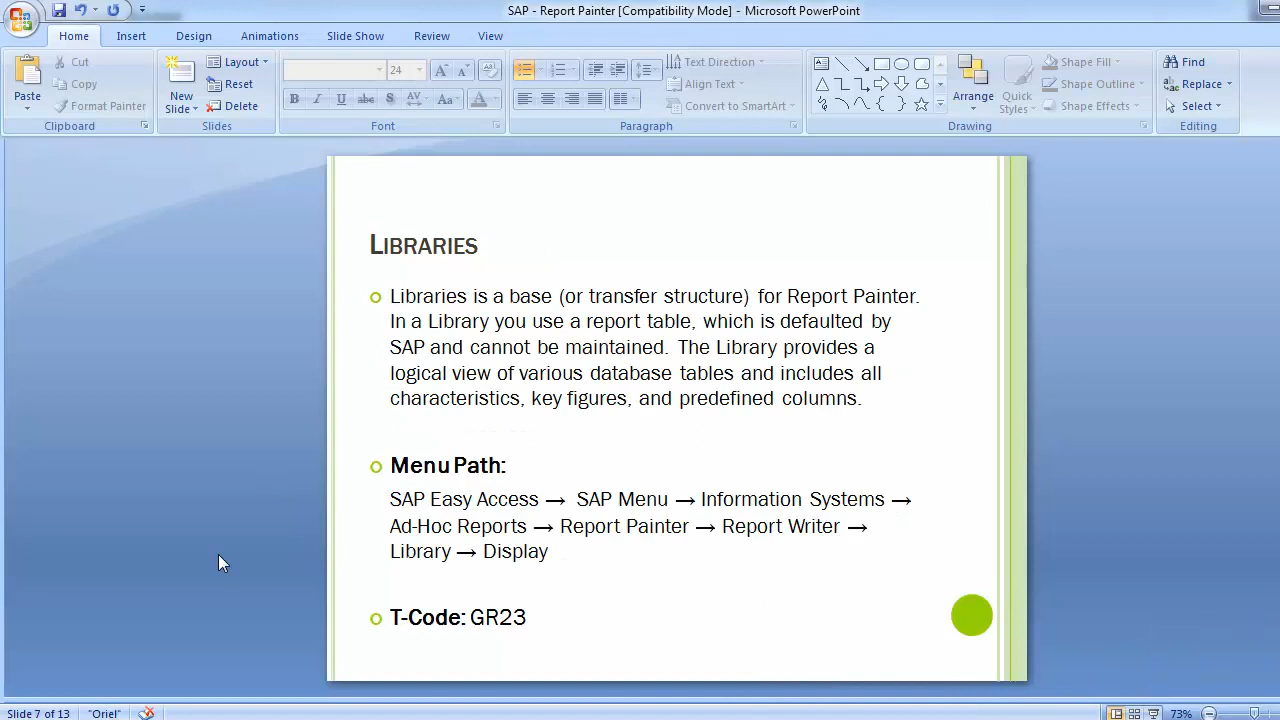 SAP - Report Painter [Compatibility Mode] - Microsoft PowerPoint
Home Insert Design Animations Slide Show Review View
Paste Cut Copy Format Painter Clipboard
New Slide Layout Reset Delete Slides
24 B I U abc S AV Aa A Font
Text Direction Align Text Convert to SmartArt Paragraph
Arrange Quick Styles Shape Fill Shape Outline Shape Effects Drawing
Find Replace Select Editing
LIBRARIES
Libraries is a base (or transfer structure) for Report Painter.
In a Library you use a report table, which is defaulted by
SAP and cannot be maintained. The Library provides a
logical view of various database tables and includes all
characteristics, key figures, and predefined columns.
Menu Path:
SAP Easy Access → SAP Menu → Information Systems →
Ad-Hoc Reports → Report Painter → Report Writer →
Library → Display
T-Code: GR23
Slide 7 of 13 "Oriel" 73%